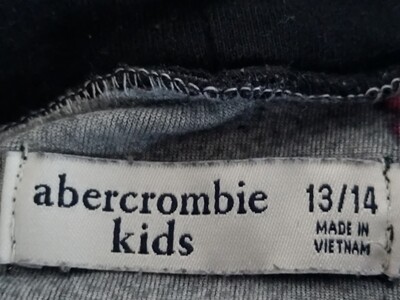 abercrombie
kids
13/14
MADE IN
VIETNAM